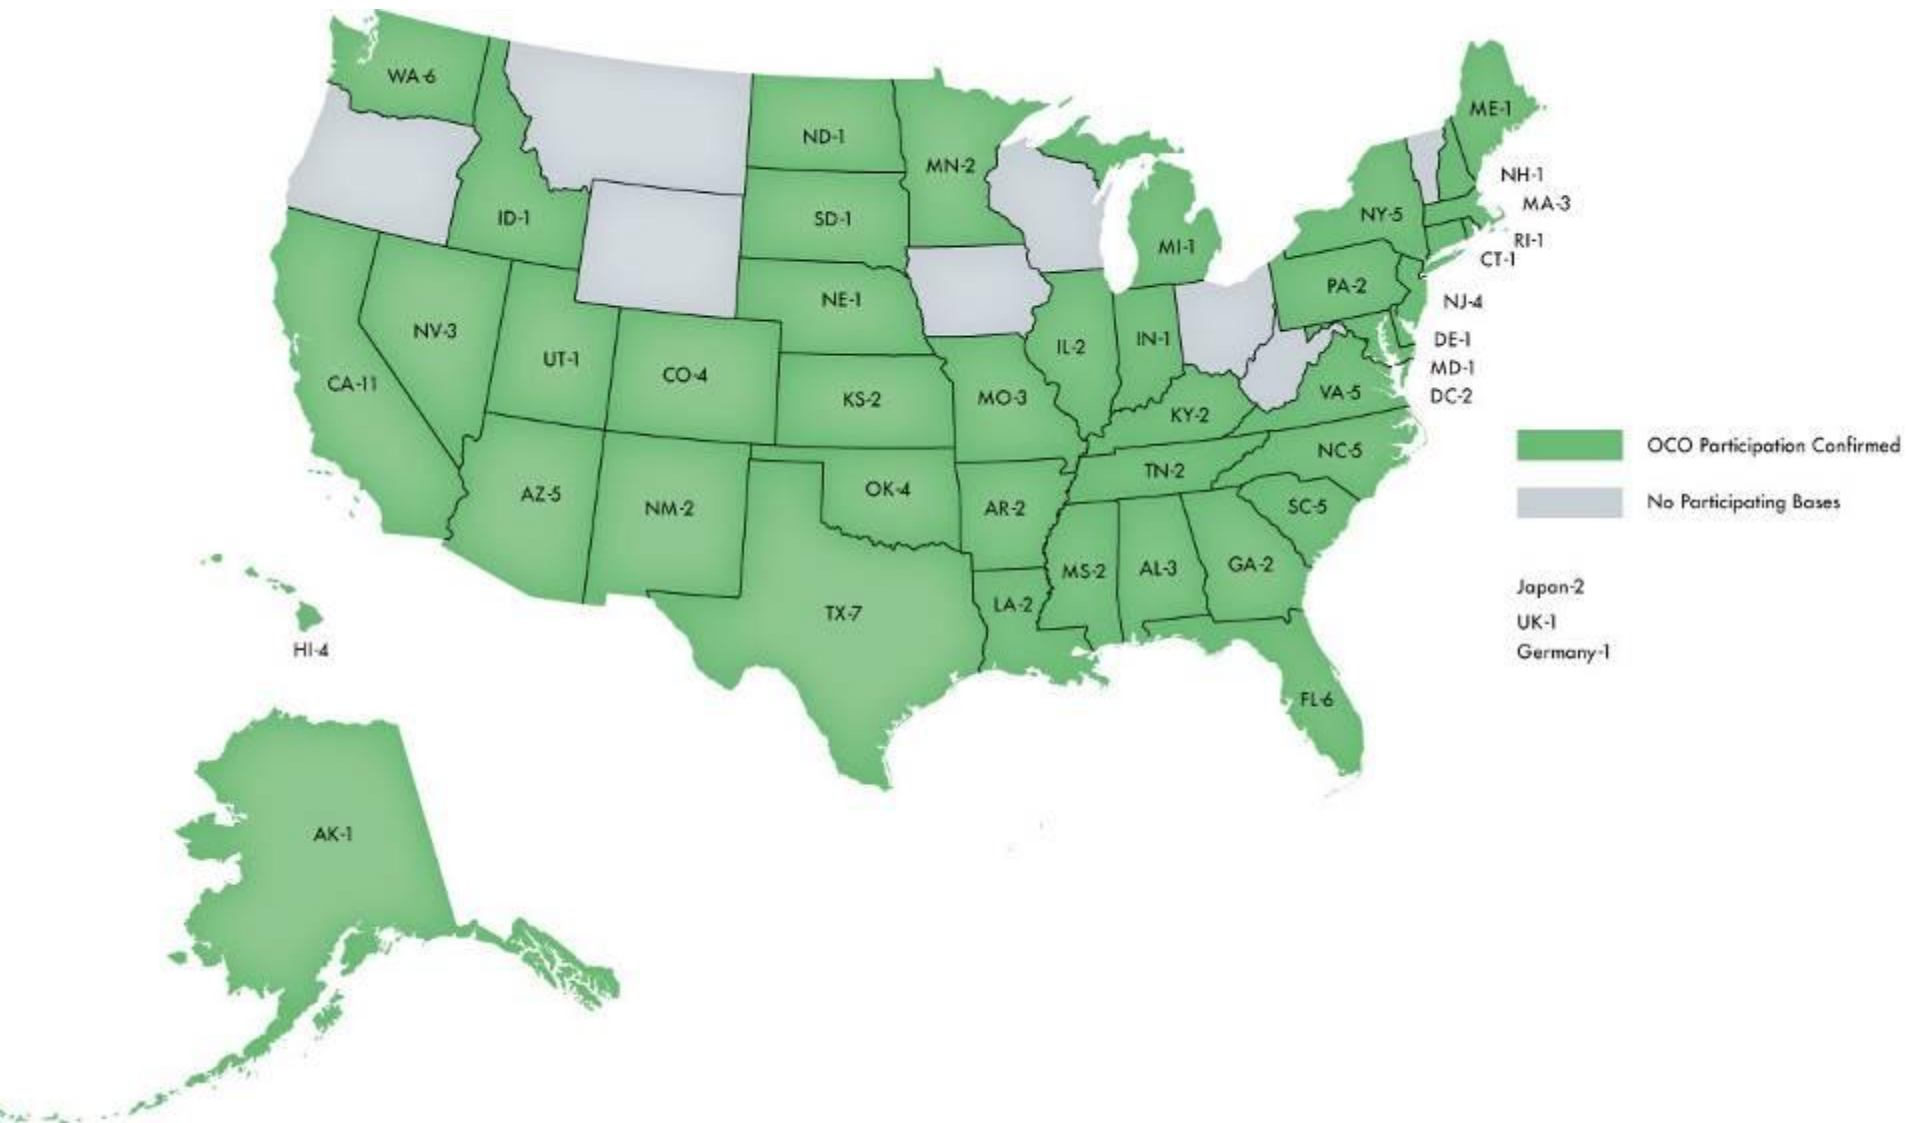 WA-6
ND-1
MN-2
ID-1
SD-1
MI-1
NY-5
ME-1
NH-1
MA-3
RI-1
CT-1
NV-3
UT-1
CO-4
NE-1
IL-2
IN-1
PA-2
NJ-4
DE-1
MD-1
DC-2
CA-11
KS-2
MO-3
KY-2
VA-5
AZ-5
NM-2
OK-4
AR-2
TN-2
NC-5
SC-5
TX-7
LA-2
MS-2
AL-3
GA-2
FL-6
HI-4
AK-1
OCO Participation Confirmed
No Participating Bases
Japan-2
UK-1
Germany-1